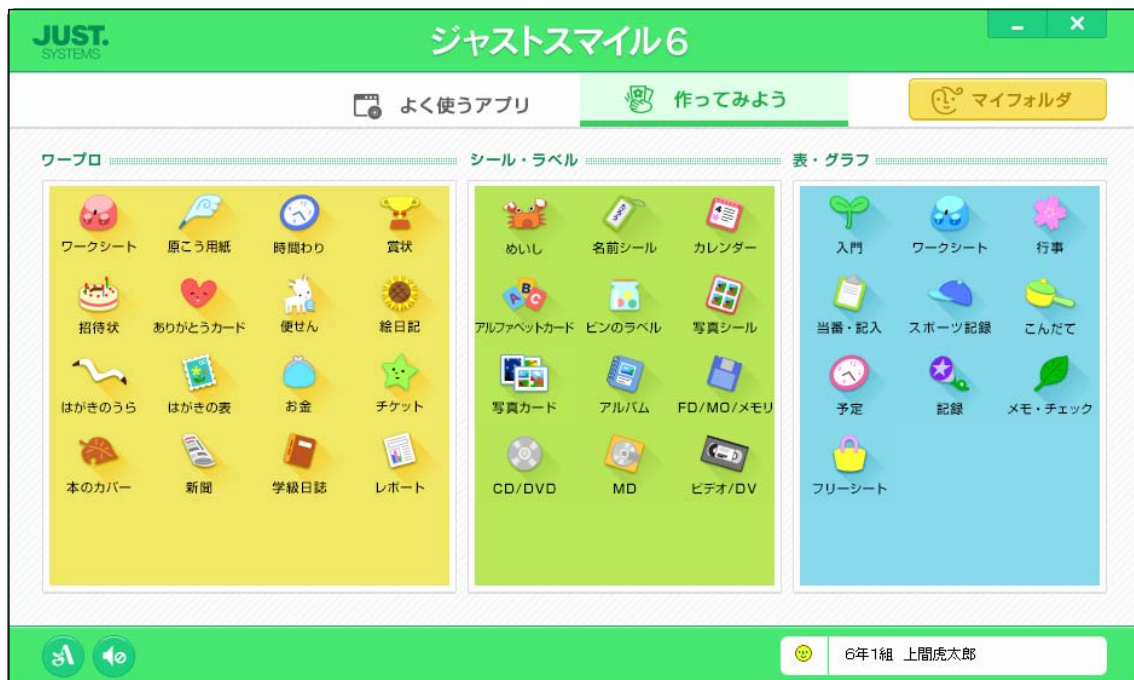 JUST.
SYSTEMS
ジャストスマイル6
よく使うアプリ
作ってみよう
マイフォルダ
ワープロ
ワークシート
原こう用紙
時間わり
賞状
招待状
ありがとうカード
便せん
絵日記
はがきのうら
はがきの表
お金
チケット
本のカバー
新聞
学級日誌
レポート
シール・ラベル
めいし
名前シール
カレンダー
アルファベットカード
ビンのラベル
写真シール
写真カード
アルバム
FD/MO/メモリ
CD/DVD
MD
ビデオ/DV
表・グラフ
入門
ワークシート
行事
当番・記入
スポーツ記録
こんだて
予定
記録
メモ・チェック
フリーシート
6年1組 上間虎太郎